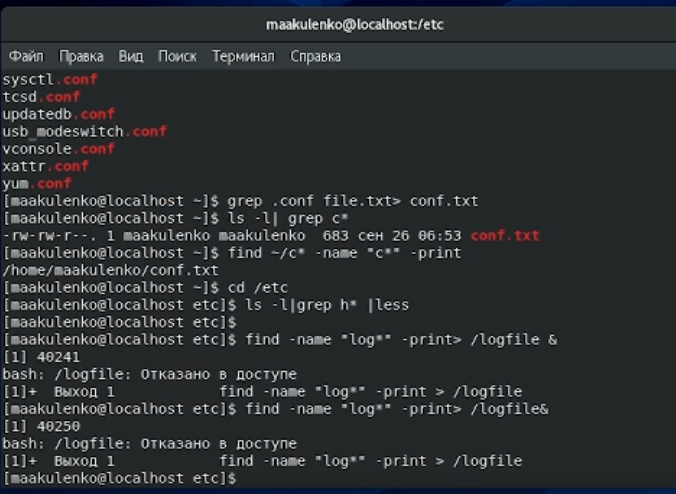 maakulenko@localhost:/etc
Файл Правка Вид Поиск Терминал Справка
sysctl.conf
tcsd.conf
updatedb.conf
usb_modeswitch.conf
vconsole.conf
xattr.conf
yum.conf
[maakulenko@localhost ~]$ grep .conf file.txt> conf.txt
[maakulenko@localhost ~]$ ls -l| grep c*
-rw-rw-r--. 1 maakulenko maakulenko  683 сен 26 06:53 conf.txt
[maakulenko@localhost ~]$ find ~/c* -name "c*" -print
/home/maakulenko/conf.txt
[maakulenko@localhost ~]$ cd /etc
[maakulenko@localhost etc]$ ls -l|grep h* |less
[maakulenko@localhost etc]$
[maakulenko@localhost etc]$ find -name "log*" -print> /logfile &
[1] 40241
bash: /logfile: Отказано в доступе
[1]+  Выход 1            find -name "log*" -print > /logfile
[maakulenko@localhost etc]$ find -name "log*" -print> /logfile&
[1] 40250
bash: /logfile: Отказано в доступе
[1]+  Выход 1            find -name "log*" -print > /logfile
[maakulenko@localhost etc]$